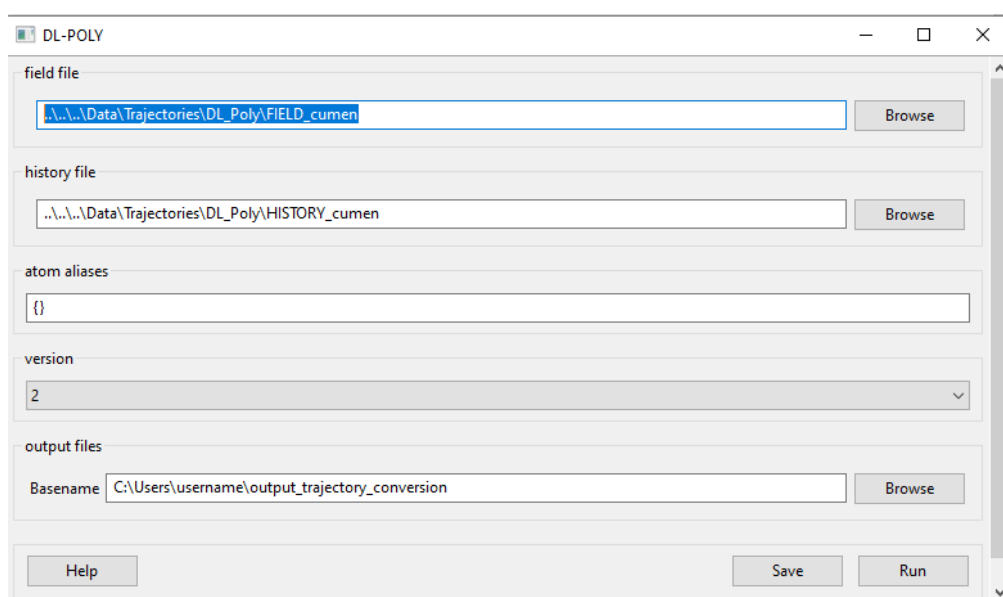 DL-POLY
field file
..\..\..\Data\Trajectories\DL_Poly\FIELD_cumen Browse
history file
..\..\..\Data\Trajectories\DL_Poly\HISTORY_cumen Browse
atom aliases
{}
version
2
output files
Basename C:\Users\username\output_trajectory_conversion Browse
Help Save Run